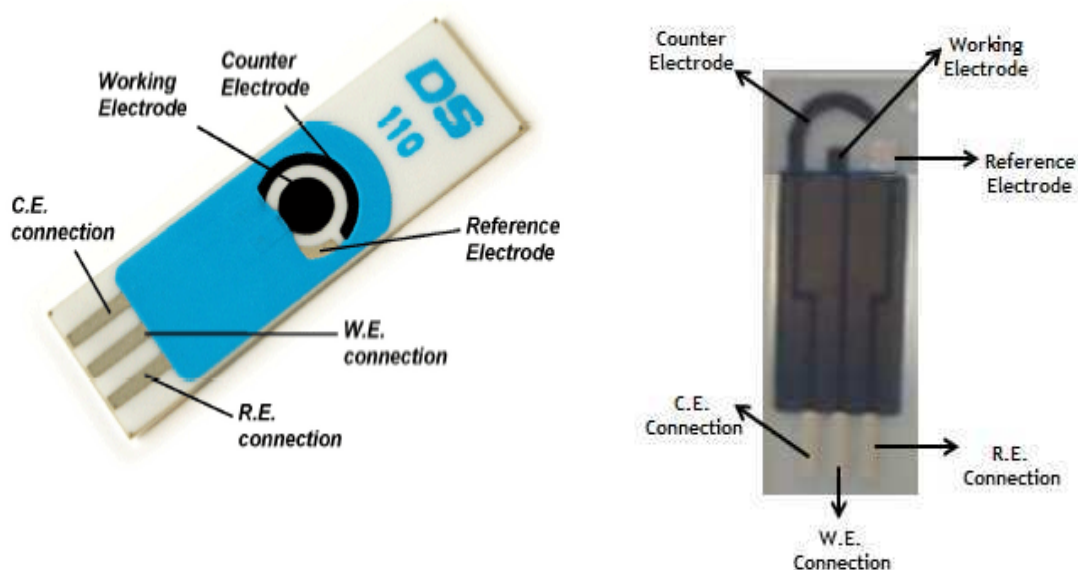 Working
Electrode
Counter
Electrode
DS
110
C.E.
connection
Reference
Electrode
W.E.
connection
R.E.
connection
Counter
Electrode
Working
Electrode
Reference
Electrode
C.E.
Connection
R.E.
Connection
W.E.
Connection